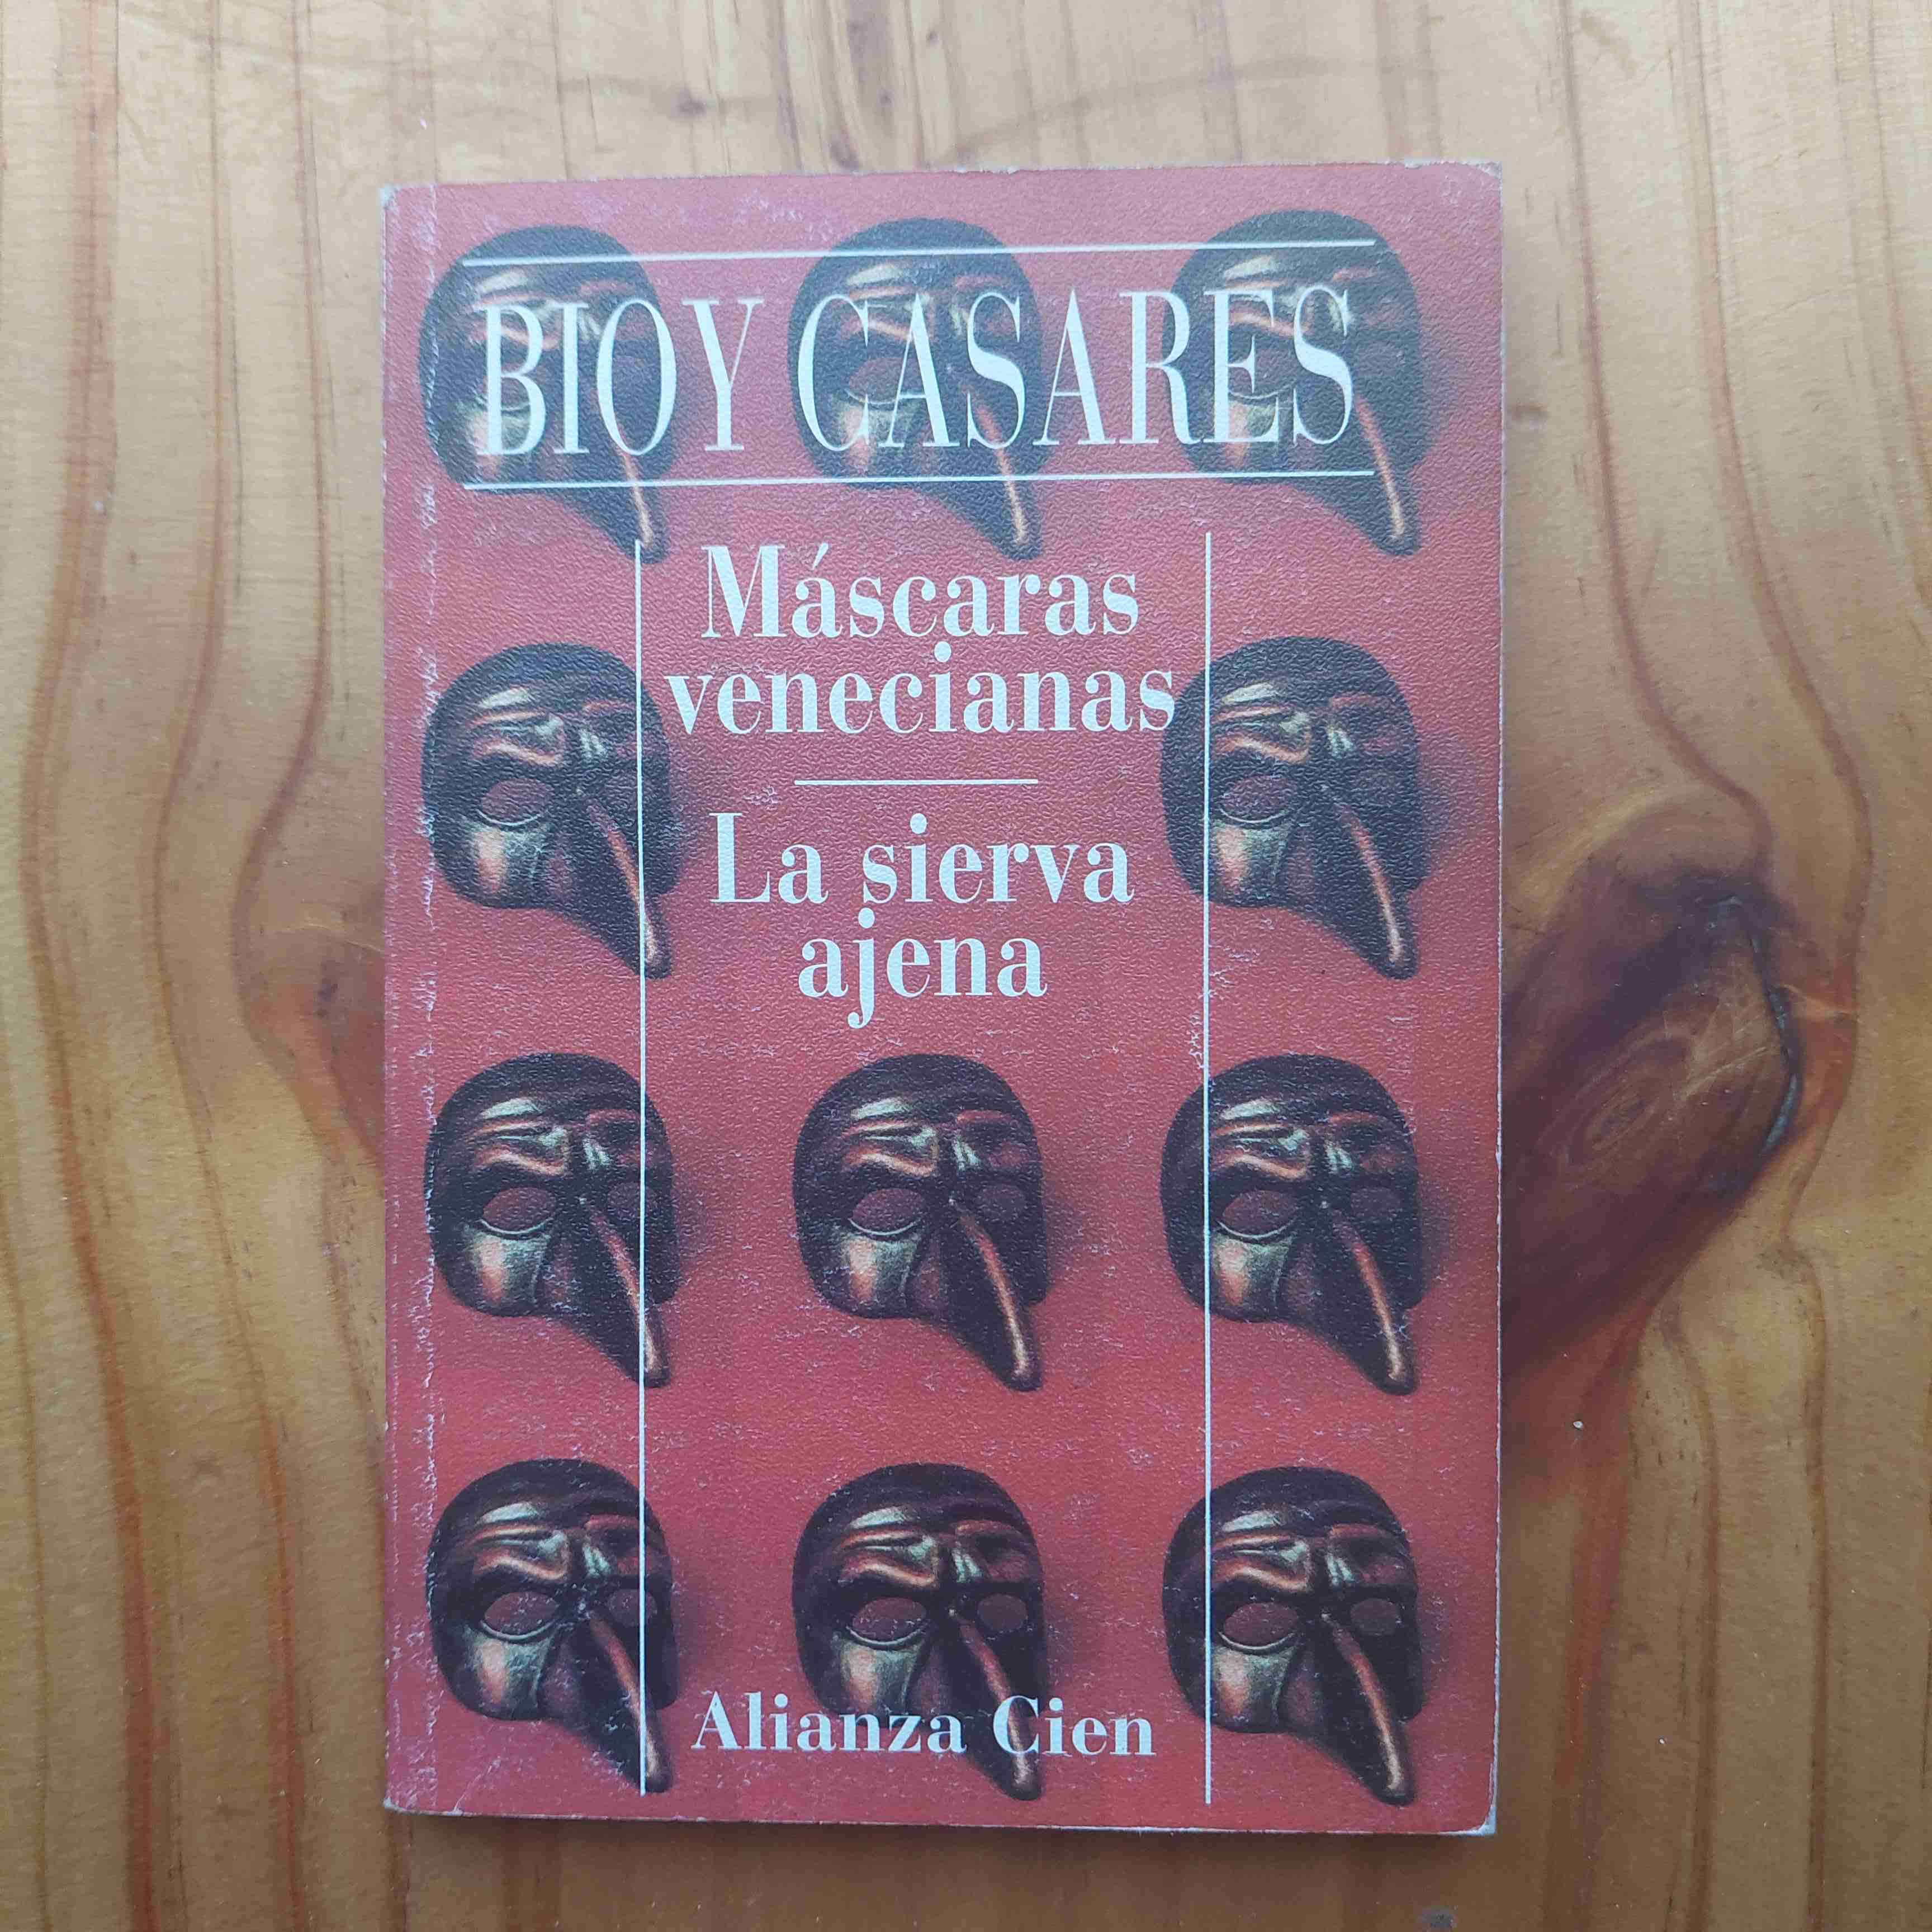 BIOY CASARES
Máscaras
venecianas
La sierva
ajena
Alianza Cien